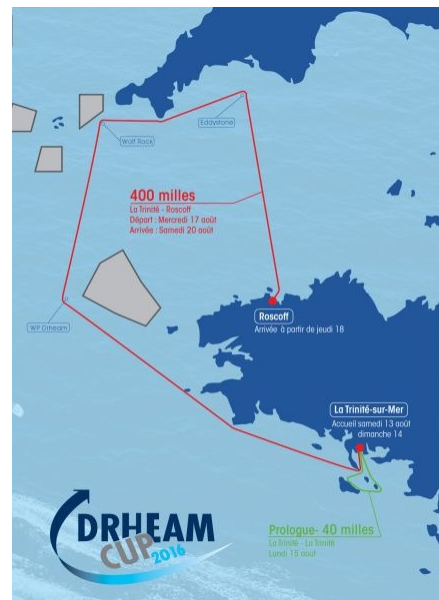 Eddystone
Wolf Rock
400 milles
La Trinité - Roscoff
Départ : Mercredi 17 août
Arrivée : Samedi 20 août
WP Drheam
Roscoff
Arrivée à partir de jeudi 18
La Trinité-sur-Mer
Accueil samedi 13 août
dimanche 14
DRHEAM
CUP
2016
Prologue- 40 milles
La Trinité - La Trinité
Lundi 15 août